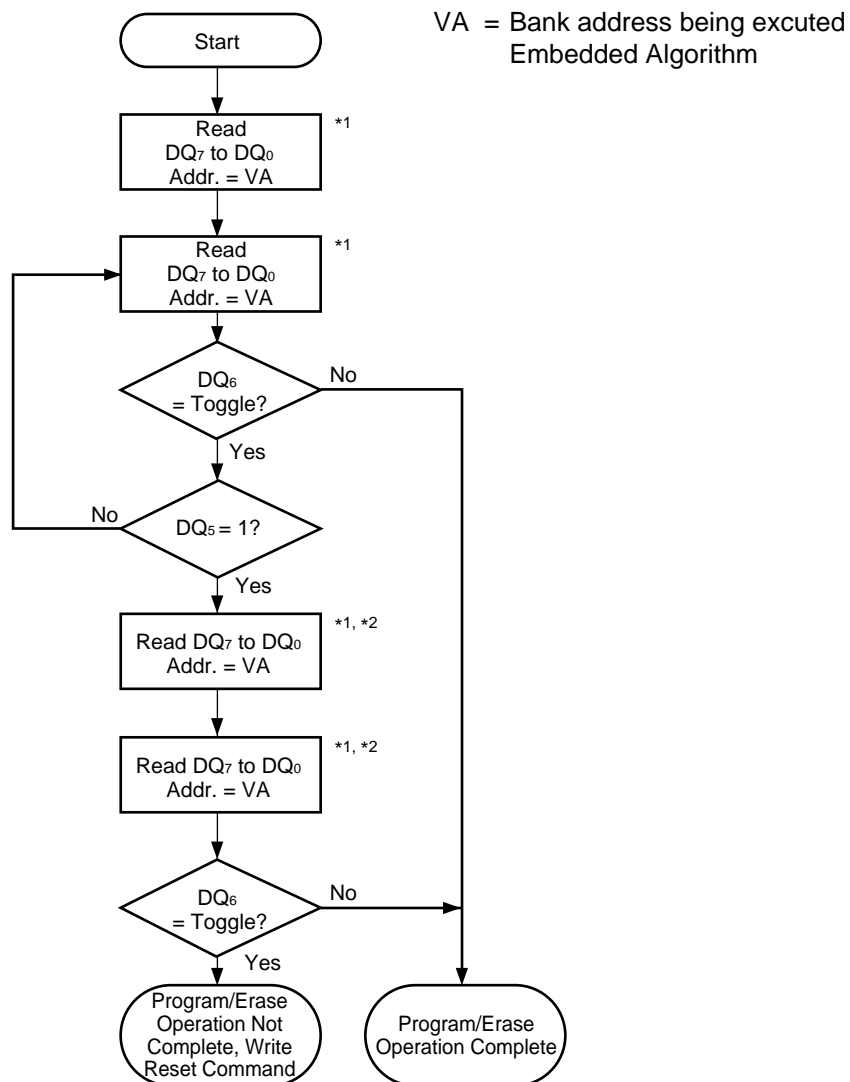 VA = Bank address being excuted
Embedded Algorithm
Start
Read
DQ7 to DQ0
Addr. = VA
*1
Read
DQ7 to DQ0
Addr. = VA
*1
DQ6
= Toggle?
No
Yes
DQ5 = 1?
No
Yes
Read DQ7 to DQ0
Addr. = VA
*1, *2
Read DQ7 to DQ0
Addr. = VA
*1, *2
DQ6
= Toggle?
No
Yes
Program/Erase
Operation Not
Complete, Write
Reset Command
Program/Erase
Operation Complete